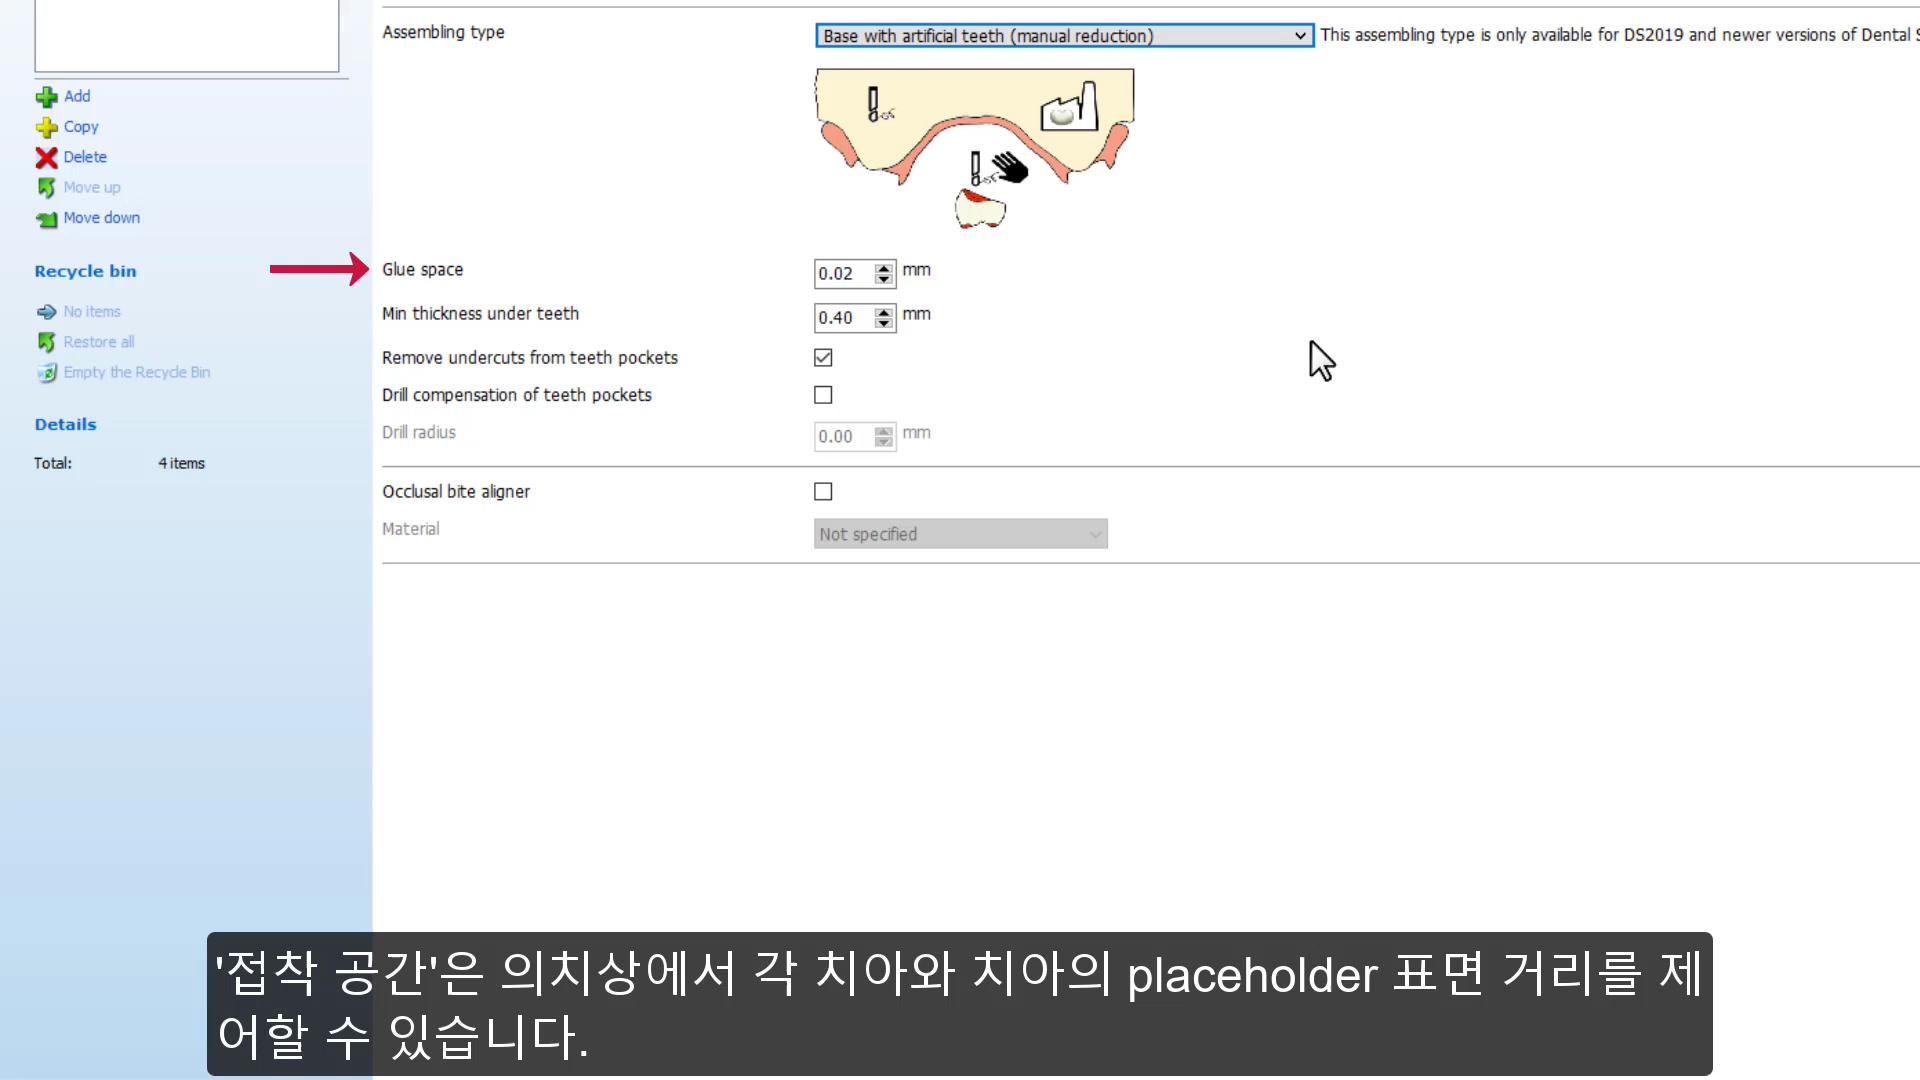 Assembling type
Base with artificial teeth (manual reduction)
This assembling type is only available for DS2019 and newer versions of Dental S
Add
Copy
Delete
Move up
Move down
Recycle bin
No items
Restore all
Empty the Recycle Bin
Details
Total: 4 items
Glue space 0.02 mm
Min thickness under teeth 0.40 mm
Remove undercuts from teeth pockets
Drill compensation of teeth pockets
Drill radius 0.00 mm
Occlusal bite aligner
Material Not specified
'접착 공간'은 의치상에서 각 치아와 치아의 placeholder 표면 거리를 제
어할 수 있습니다.